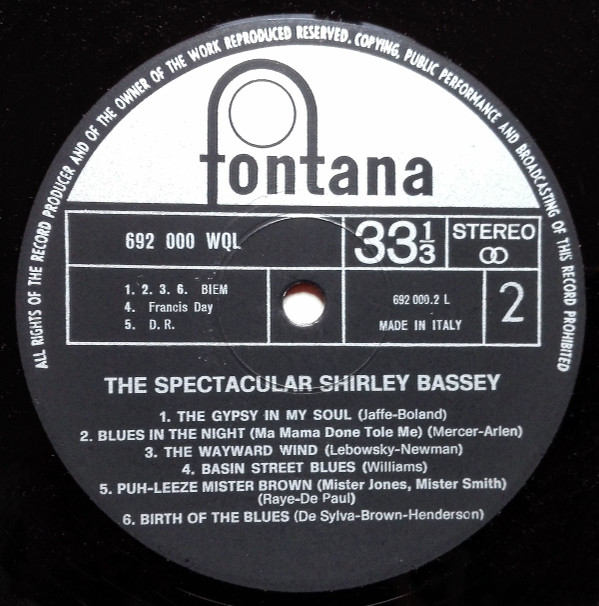 ALL RIGHTS OF THE RECORD PRODUCER AND OF THE OWNER OF THE WORK REPRODUCED RESERVED. COPYING, PUBLIC PERFORMANCE AND BROADCASTING OF THIS RECORD PROHIBITED
fontana
692 000 WQL
33 1/3
STEREO
1. 2. 3. 6. BIEM
4. Francis Day
5. D. R.
692 000.2 L
MADE IN ITALY
2
THE SPECTACULAR SHIRLEY BASSEY
1. THE GYPSY IN MY SOUL (Jaffe-Boland)
2. BLUES IN THE NIGHT (Ma Mama Done Tole Me) (Mercer-Arlen)
3. THE WAYWARD WIND (Lebowsky-Newman)
4. BASIN STREET BLUES (Williams)
5. PUH-LEEZE MISTER BROWN (Mister Jones, Mister Smith)
(Raye-De Paul)
6. BIRTH OF THE BLUES (De Sylva-Brown-Henderson)